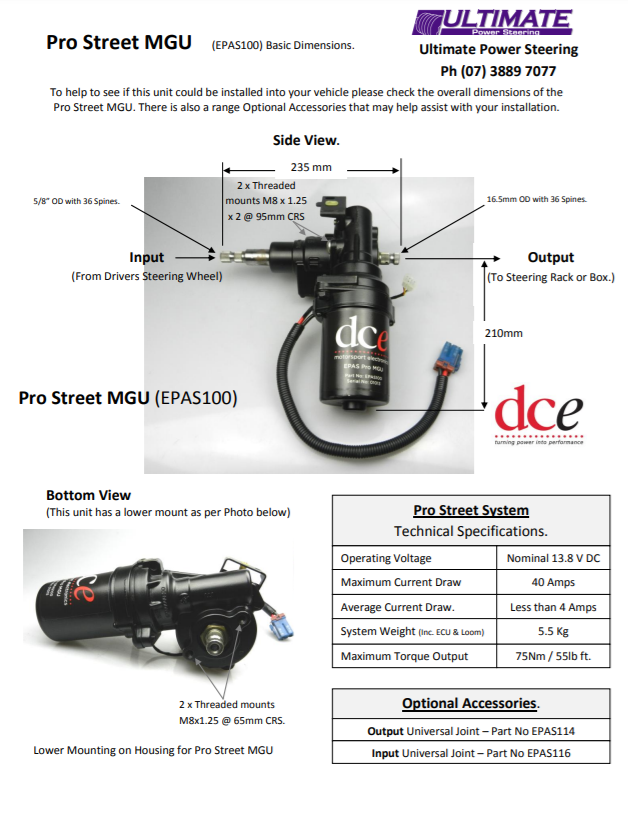 ULTIMATE
Power Steering
Pro Street MGU (EPAS100) Basic Dimensions.
Ultimate Power Steering
Ph (07) 3889 7077
To help to see if this unit could be installed into your vehicle please check the overall dimensions of the
Pro Street MGU. There is also a range Optional Accessories that may help assist with your installation.
Side View.
235 mm
2 x Threaded
mounts M8 x 1.25
x 2 @ 95mm CRS
5/8" OD with 36 Spines.
16.5mm OD with 36 Spines.
Input
(From Drivers Steering Wheel)
Output
(To Steering Rack or Box.)
210mm
dce
motorsport electronics
EPAS Pro MGU
Part No: EPAS100
Pro Street MGU (EPAS100)
dce
turning power into performance
Bottom View
(This unit has a lower mount as per Photo below)
2 x Threaded mounts
M8x1.25 @ 65mm CRS.
Lower Mounting on Housing for Pro Street MGU
Pro Street System
Technical Specifications.
Operating Voltage Nominal 13.8 V DC
Maximum Current Draw 40 Amps
Average Current Draw. Less than 4 Amps
System Weight (Inc. ECU & Loom) 5.5 Kg
Maximum Torque Output 75Nm / 55lb ft.
Optional Accessories.
Output Universal Joint – Part No EPAS114
Input Universal Joint – Part No EPAS116